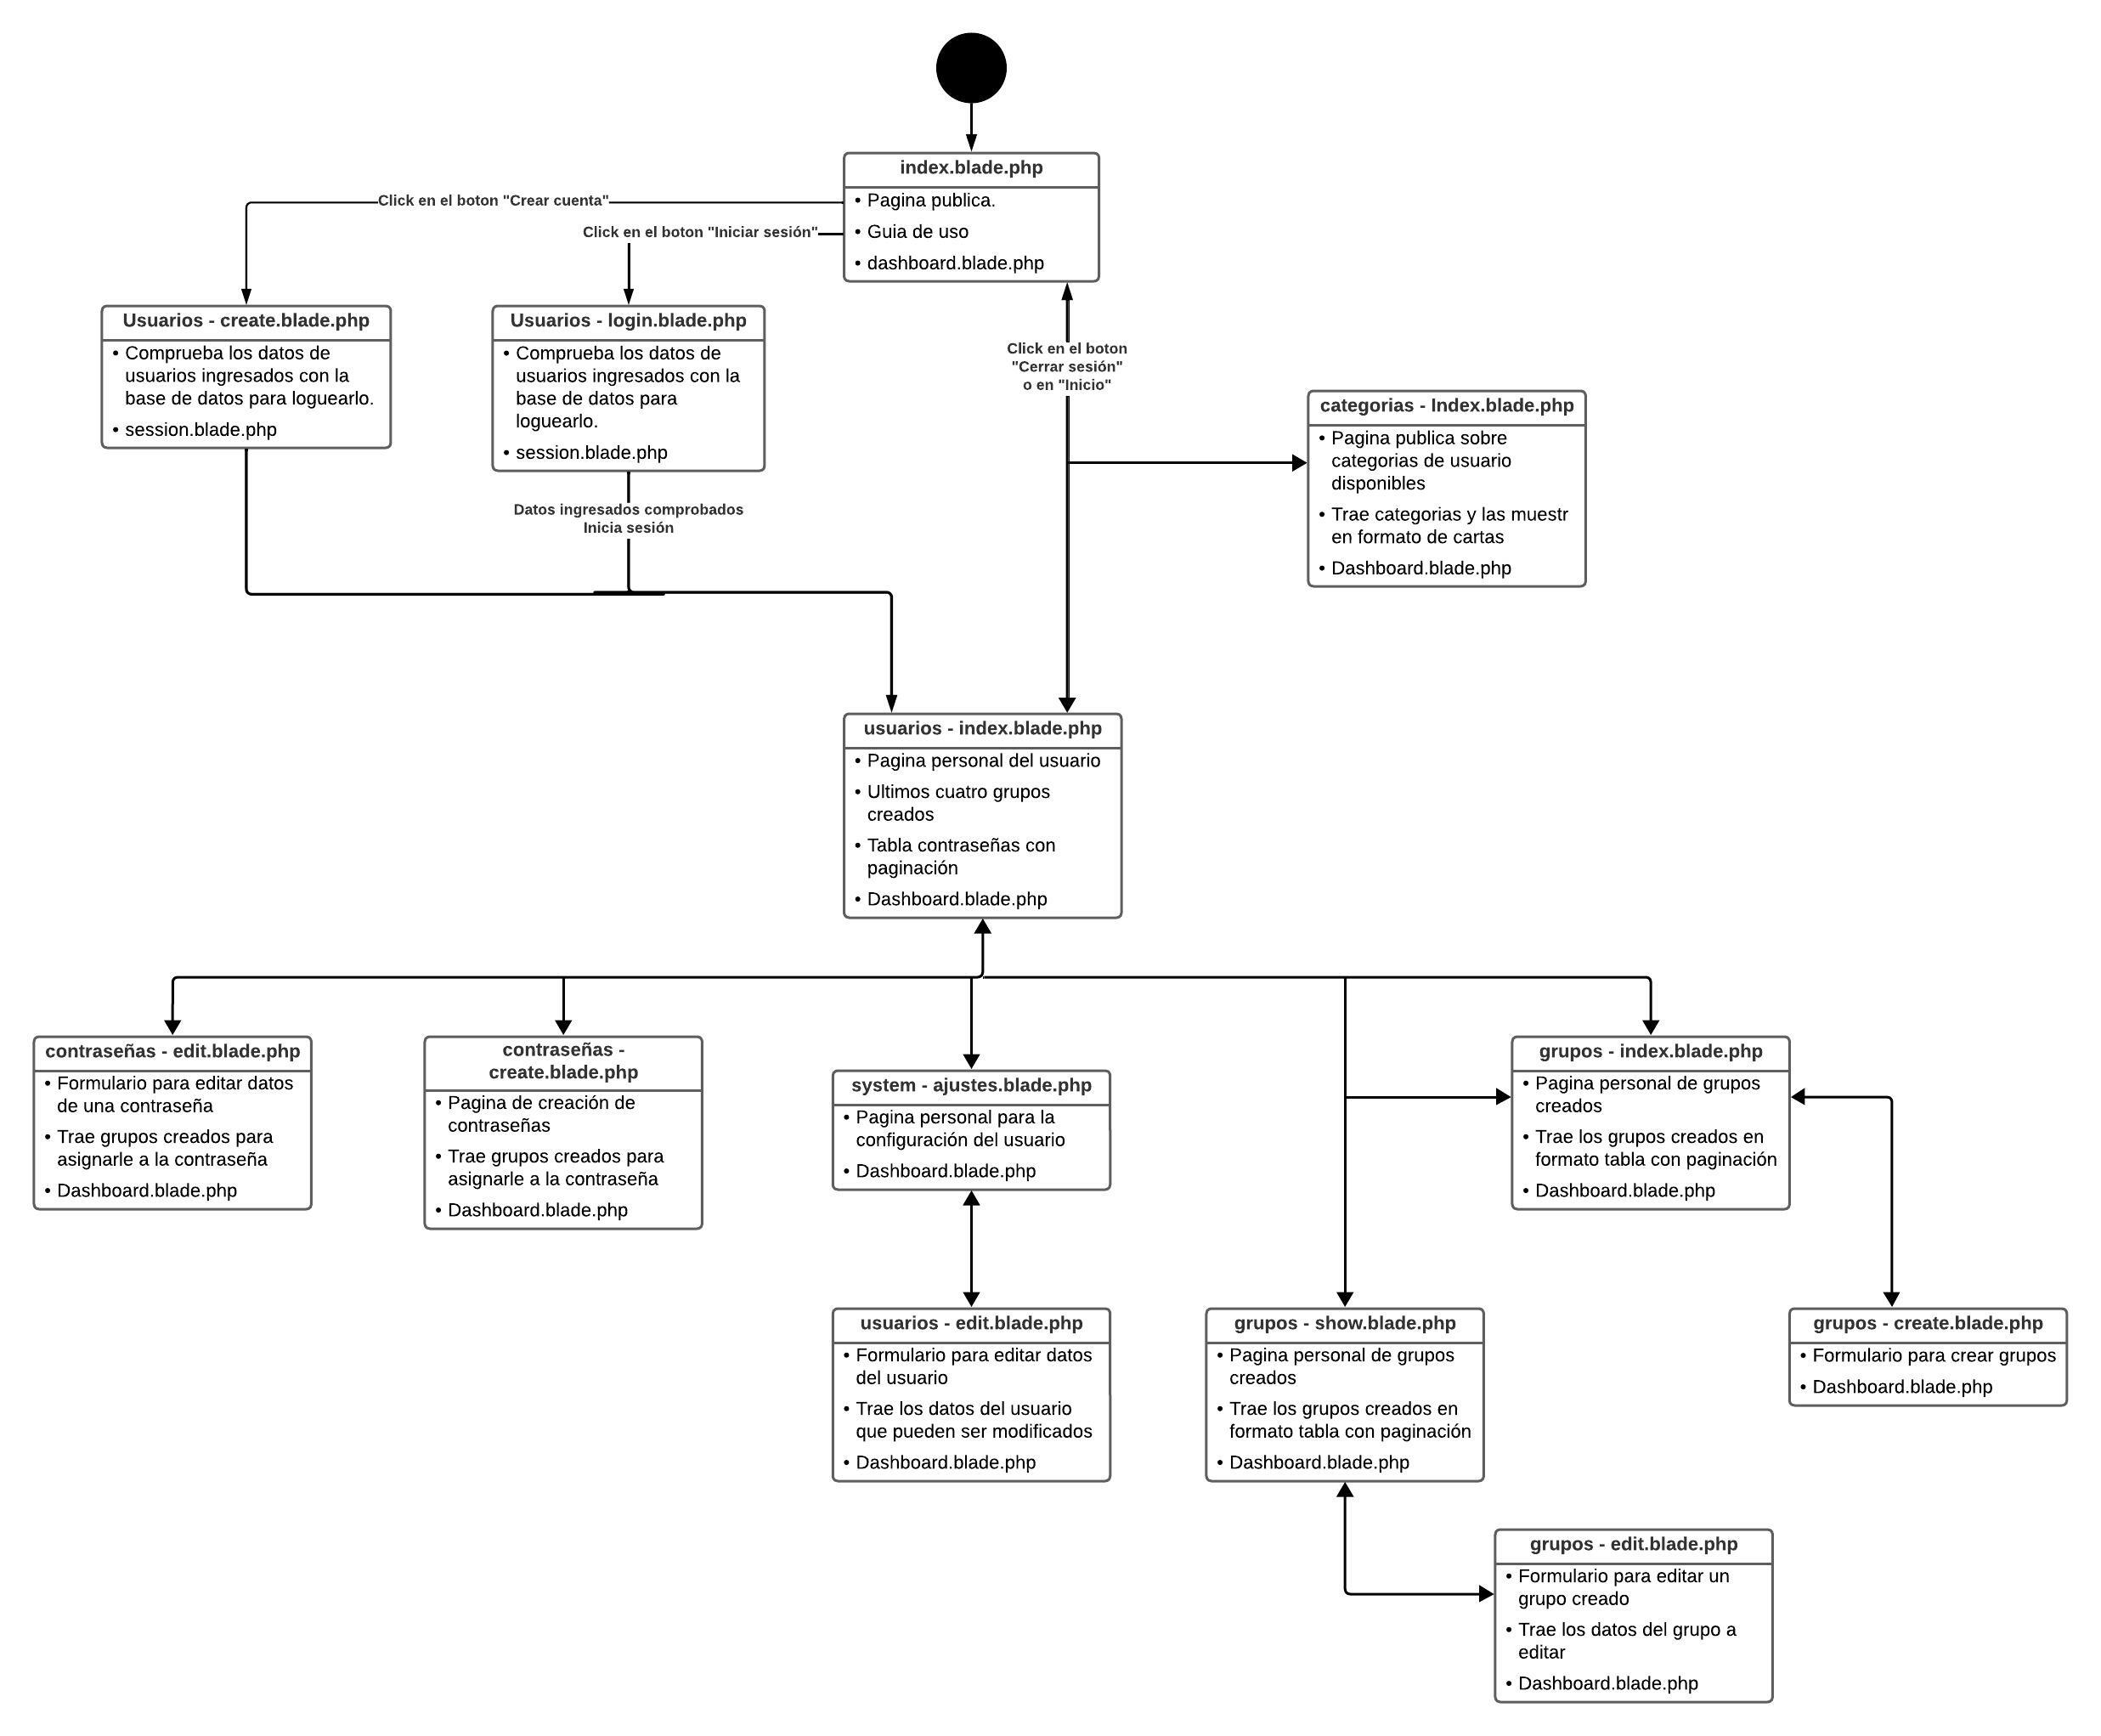 index.blade.php
• Pagina publica.
• Guia de uso
• dashboard.blade.php
Click en el boton "Crear cuenta"
Click en el boton "Iniciar sesión"
Usuarios - create.blade.php
• Comprueba los datos de
usuarios ingresados con la
base de datos para loguearlo.
• session.blade.php
Usuarios - login.blade.php
• Comprueba los datos de
usuarios ingresados con la
base de datos para
loguearlo.
• session.blade.php
Click en el boton
"Cerrar sesión"
o en "Inicio"
categorias - Index.blade.php
• Pagina publica sobre
categorias de usuario
disponibles
• Trae categorias y las muestr
en formato de cartas
• Dashboard.blade.php
Datos ingresados comprobados
Inicia sesión
usuarios - index.blade.php
• Pagina personal del usuario
• Ultimos cuatro grupos
creados
• Tabla contraseñas con
paginación
• Dashboard.blade.php
contraseñas - edit.blade.php
• Formulario para editar datos
de una contraseña
• Trae grupos creados para
asignarle a la contraseña
• Dashboard.blade.php
contraseñas -
create.blade.php
• Pagina de creación de
contraseñas
• Trae grupos creados para
asignarle a la contraseña
• Dashboard.blade.php
system - ajustes.blade.php
• Pagina personal para la
configuración del usuario
• Dashboard.blade.php
grupos - index.blade.php
• Pagina personal de grupos
creados
• Trae los grupos creados en
formato tabla con paginación
• Dashboard.blade.php
usuarios - edit.blade.php
• Formulario para editar datos
del usuario
• Trae los datos del usuario
que pueden ser modificados
• Dashboard.blade.php
grupos - show.blade.php
• Pagina personal de grupos
creados
• Trae los grupos creados en
formato tabla con paginación
• Dashboard.blade.php
grupos - create.blade.php
• Formulario para crear grupos
• Dashboard.blade.php
grupos - edit.blade.php
• Formulario para editar un
grupo creado
• Trae los datos del grupo a
editar
• Dashboard.blade.php